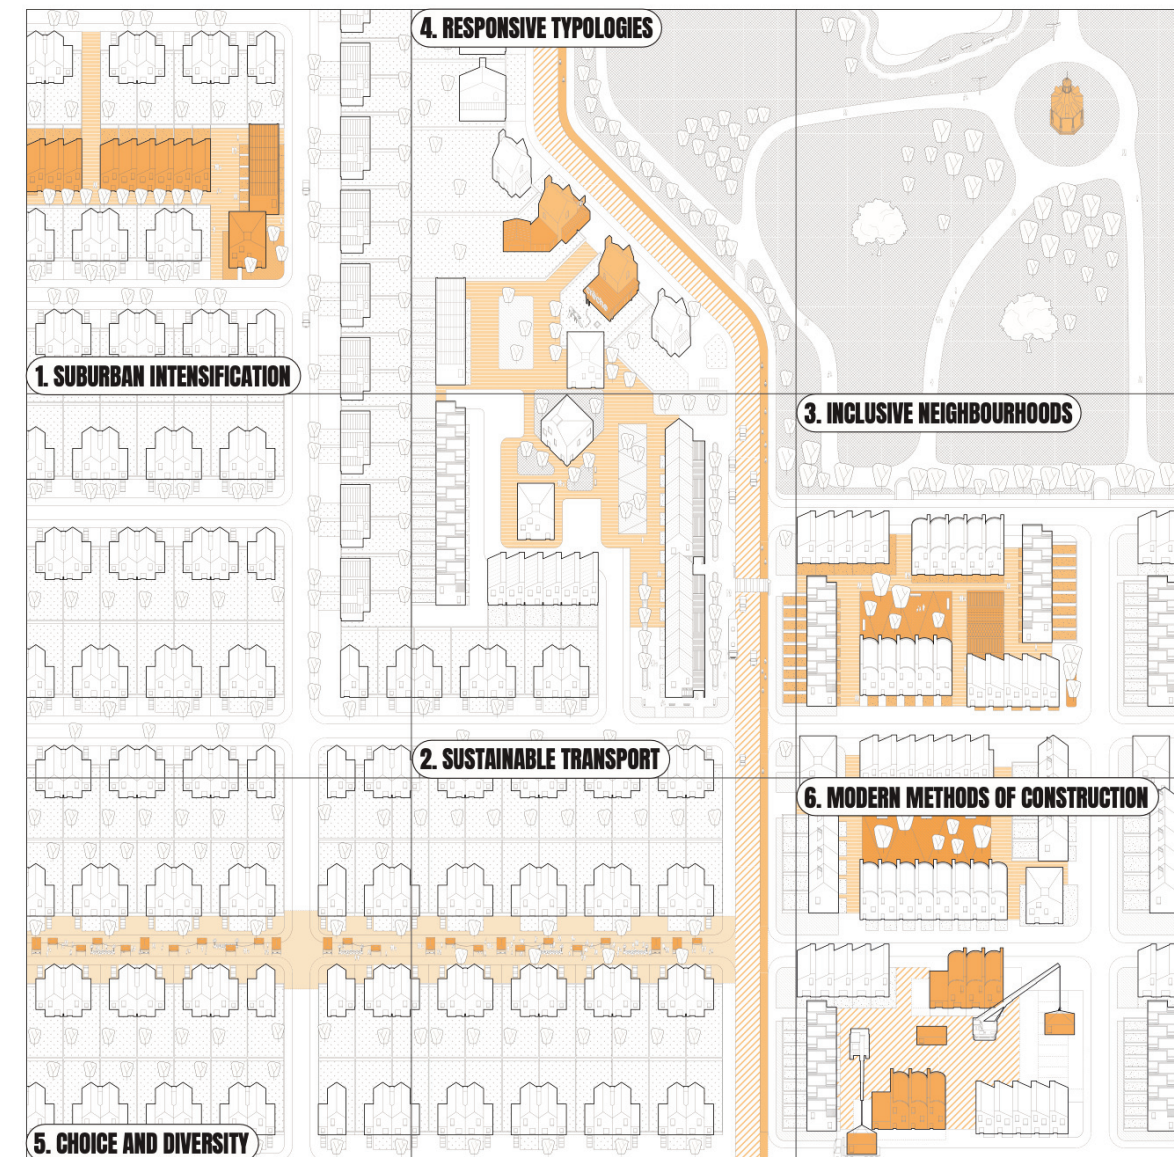 4. RESPONSIVE TYPOLOGIES
1. SUBURBAN INTENSIFICATION
3. INCLUSIVE NEIGHBOURHOODS
2. SUSTAINABLE TRANSPORT
6. MODERN METHODS OF CONSTRUCTION
5. CHOICE AND DIVERSITY